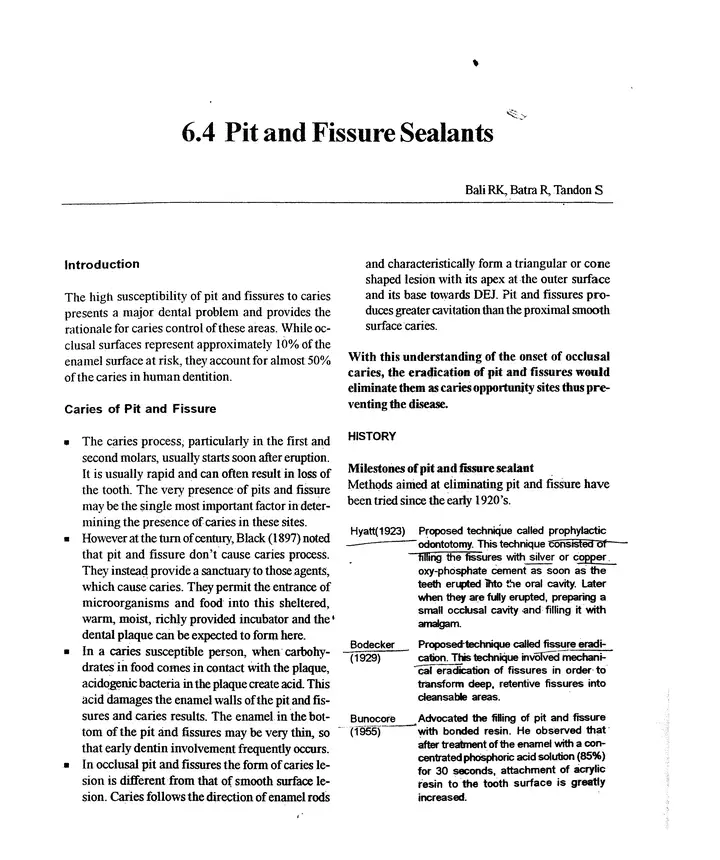 6.4 Pit and Fissure Sealants
Bali RK, Batra R, Tandon S
Introduction
The high susceptibility of pit and fissures to caries
presents a major dental problem and provides the
rationale for caries control of these areas. While oc-
clusal surfaces represent approximately 10% of the
enamel surface at risk, they account for almost 50%
of the caries in human dentition.
Caries of Pit and Fissure
▪ The caries process, particularly in the first and
second molars, usually starts soon after eruption.
It is usually rapid and can often result in loss of
the tooth. The very presence of pits and fissure
may be the single most important factor in deter-
mining the presence of caries in these sites.
▪ However at the turn of century, Black (1897) noted
that pit and fissure don't cause caries process.
They instead provide a sanctuary to those agents,
which cause caries. They permit the entrance of
microorganisms and food into this sheltered,
warm, moist, richly provided incubator and the
dental plaque can be expected to form here.
▪ In a caries susceptible person, when carbohy-
drates in food comes in contact with the plaque,
acidogenic bacteria in the plaque create acid. This
acid damages the enamel walls of the pit and fis-
sures and caries results. The enamel in the bot-
tom of the pit and fissures may be very thin, so
that early dentin involvement frequently occurs.
▪ In occlusal pit and fissures the form of caries le-
sion is different from that of smooth surface le-
sion. Caries follows the direction of enamel rods
and characteristically form a triangular or cone
shaped lesion with its apex at the outer surface
and its base towards DEJ. Pit and fissures pro-
duces greater cavitation than the proximal smooth
surface caries.
With this understanding of the onset of occlusal
caries, the eradication of pit and fissures would
eliminate them as caries opportunity sites thus pre-
venting the disease.
HISTORY
Milestones of pit and fissure sealant
Methods aimed at eliminating pit and fissure have
been tried since the early 1920's.
Hyatt(1923) Proposed technique called prophylactic
odontotomy. This technique consisted of
filling the fissures with silver or copper
oxy-phosphate cement as soon as the
teeth erupted into the oral cavity. Later
when they are fully erupted, preparing a
small occlusal cavity and filling it with
amalgam.
Bodecker Proposed technique called fissure eradi-
(1929) cation. This technique involved mechani-
cal eradication of fissures in order to
transform deep, retentive fissures into
cleansable areas.
Bunocore Advocated the filling of pit and fissure
(1955) with bonded resin. He observed that
after treatment of the enamel with a con-
centrated phosphoric acid solution (85%)
for 30 seconds, attachment of acrylic
resin to the tooth surface is greatly
increased.